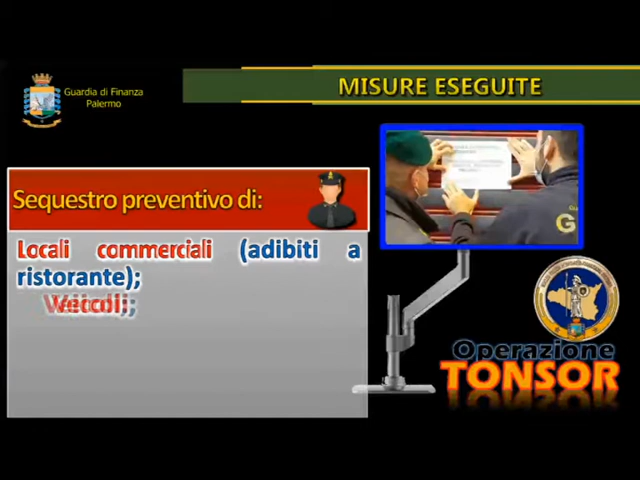 Guardia di Finanza
Palermo
MISURE ESEGUITE
Sequestro preventivo di:
Locali commerciali (adibiti a
ristorante);
Veicoli;
Operazione
TONSOR